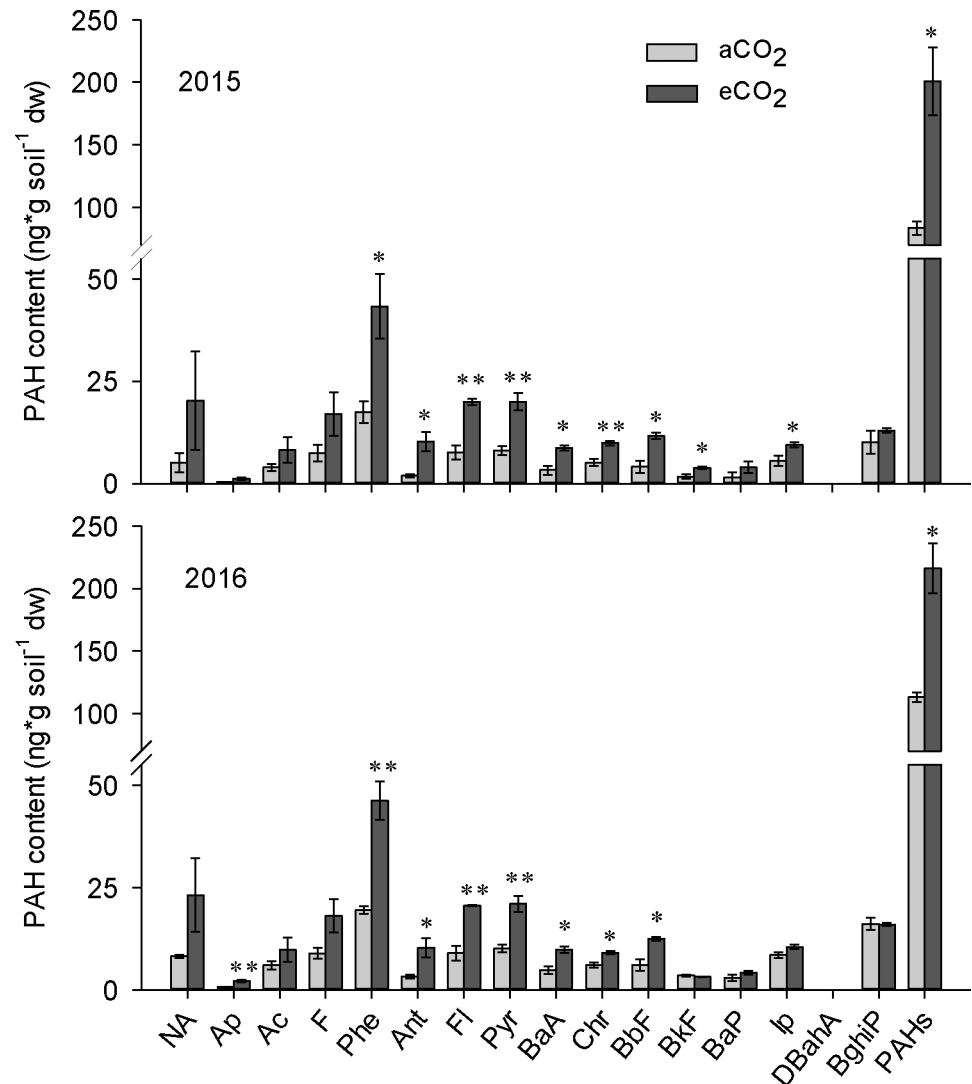 250
200
150
100
50
25
0
PAH content (ng*g soil⁻¹ dw)
2015
aCO₂
eCO₂
*
*
**
**
*
**
*
*
*
*
250
200
150
100
50
25
0
PAH content (ng*g soil⁻¹ dw)
2016
**
**
*
**
**
*
*
*
*
NA
Ap
Ac
F
Phe
Ant
Fl
Pyr
BaA
Chr
BbF
BkF
BaP
Ip
DBahA
BghiP
PAHs